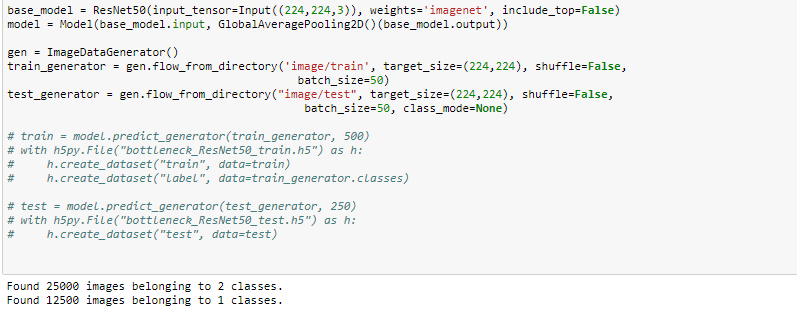 base_model = ResNet50(input_tensor=Input((224,224,3)), weights='imagenet', include_top=False)
model = Model(base_model.input, GlobalAveragePooling2D()(base_model.output))
gen = ImageDataGenerator()
train_generator = gen.flow_from_directory('image/train', target_size=(224,224), shuffle=False,
batch_size=50)
test_generator = gen.flow_from_directory("image/test", target_size=(224,224), shuffle=False,
batch_size=50, class_mode=None)
# train = model.predict_generator(train_generator, 500)
# with h5py.File("bottleneck_ResNet50_train.h5") as h:
#     h.create_dataset("train", data=train)
#     h.create_dataset("label", data=train_generator.classes)
# test = model.predict_generator(test_generator, 250)
# with h5py.File("bottleneck_ResNet50_test.h5") as h:
#     h.create_dataset("test", data=test)
Found 25000 images belonging to 2 classes.
Found 12500 images belonging to 1 classes.